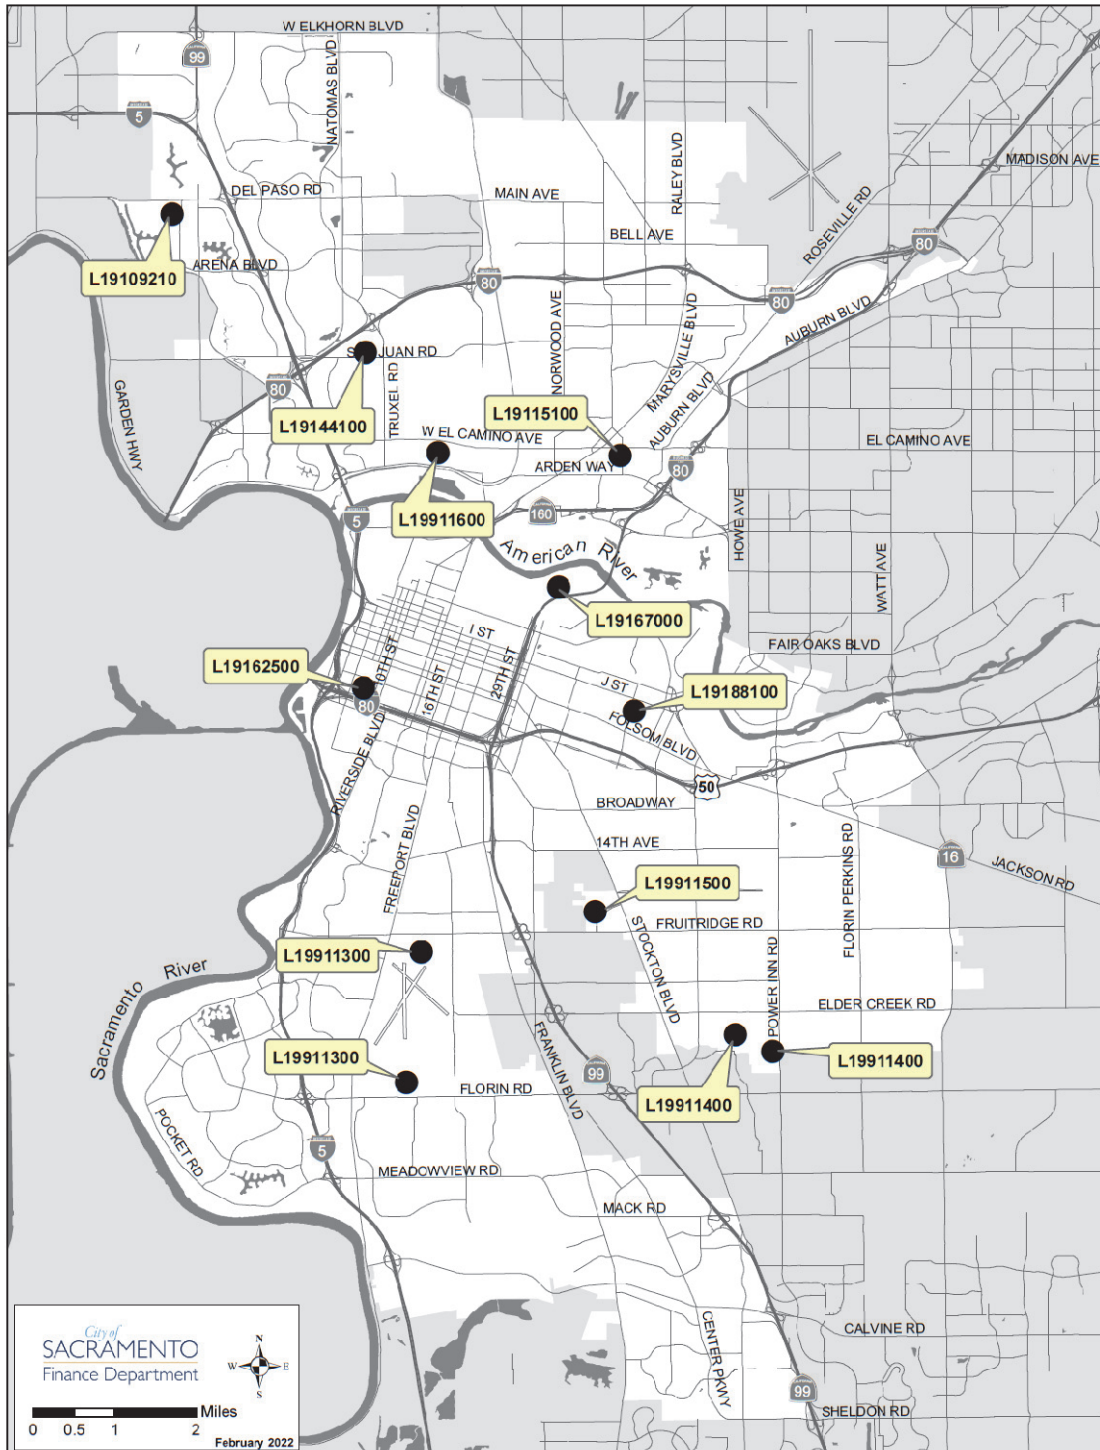 W ELKHORN BLVD
99
NATOMAS BLVD
5
RALEY BLVD
MADISON AVE
DEL PASO RD
MAIN AVE
ROSEVILLE RD
BELL AVE
80
L19109210
ARENA BLVD
80
80
NORWOOD AVE
MARYSVILLE BLVD
AUBURN BLVD
JUAN RD
80
TRUXEL RD
GARDEN HWY
AUBURN BLVD
L19144100
L19115100
W EL CAMINO AVE
EL CAMINO AVE
ARDEN WAY
80
L19911600
160
5
HOWE AVE
American River
WATT AVE
L19167000
I ST
FAIR OAKS BLVD
L19162500
10TH ST
16TH ST
29TH ST
J ST
L19188100
80
FOLSOM BLVD
RIVERSIDE BLVD
50
BROADWAY
FREEPORT BLVD
14TH AVE
FLORIN PERKINS RD
16
JACKSON RD
L19911500
STOCKTON BLVD
FRUITRIDGE RD
L19911300
Sacramento River
POWER INN RD
ELDER CREEK RD
L19911300
FRANKLIN BLVD
99
L19911400
FLORIN RD
L19911400
POCKET RD
5
MEADOWVIEW RD
MACK RD
CENTER PKWY
CALVINE RD
99
SHELDON RD
City of
SACRAMENTO
Finance Department
N
W E
S
Miles
0 0.5 1 2
February 2022